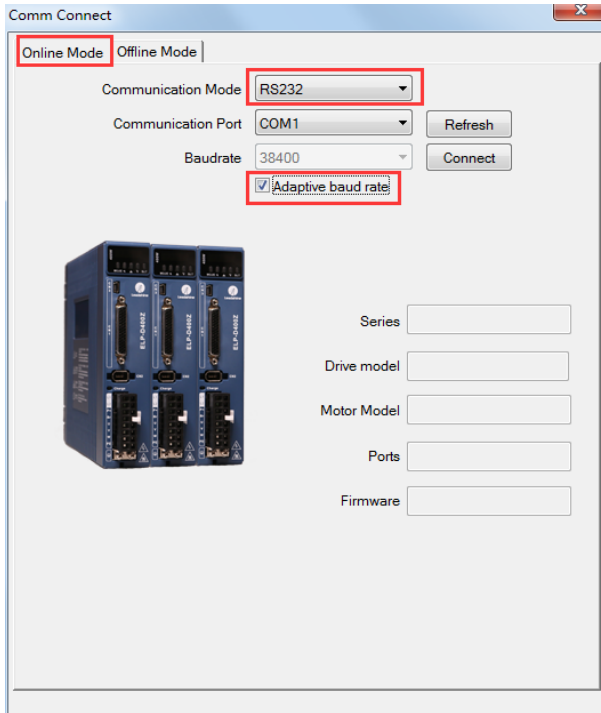 Comm Connect
Online Mode Offline Mode
Communication Mode RS232
Communication Port COM1 Refresh
Baudrate 38400 Connect
Adaptive baud rate
ELP-D400Z ELP-D400Z ELP-D400Z
Series
Drive model
Motor Model
Ports
Firmware